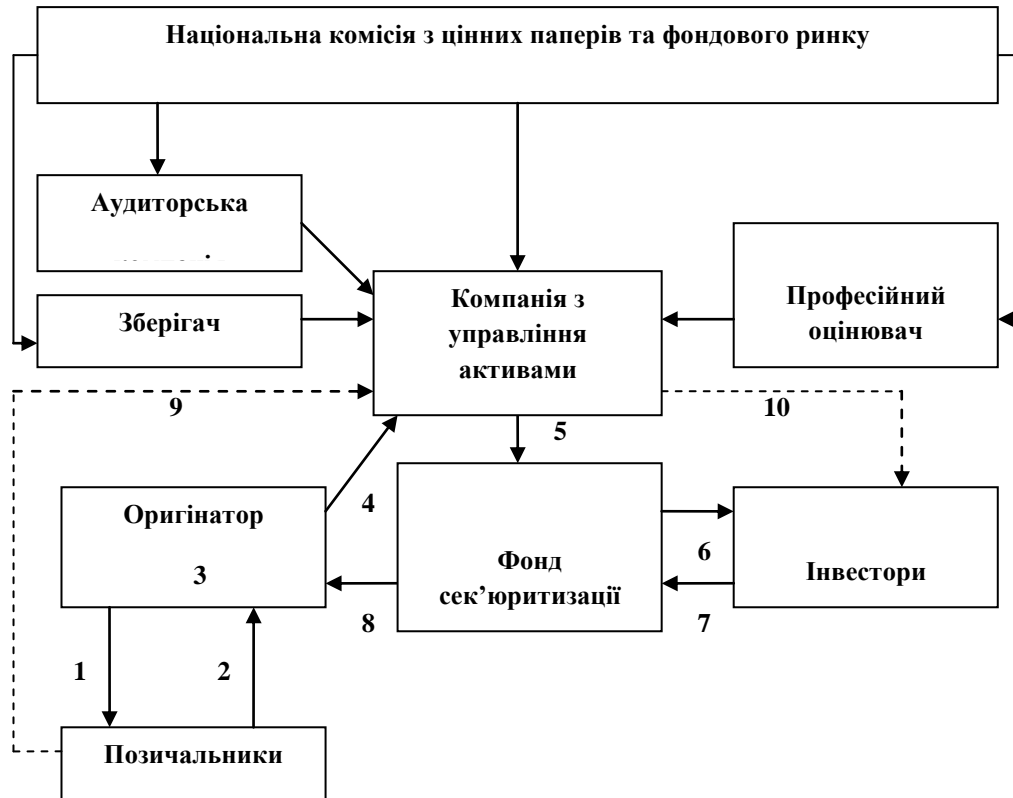 Національна комісія з цінних паперів та фондового ринку
Аудиторська
Зберігач
Компанія з
управління
активами
Професійний
оцінювач
9
10
5
Оригінатор
3
4
Фонд
сек’юритизації
6
Інвестори
8
7
1
2
Позичальники